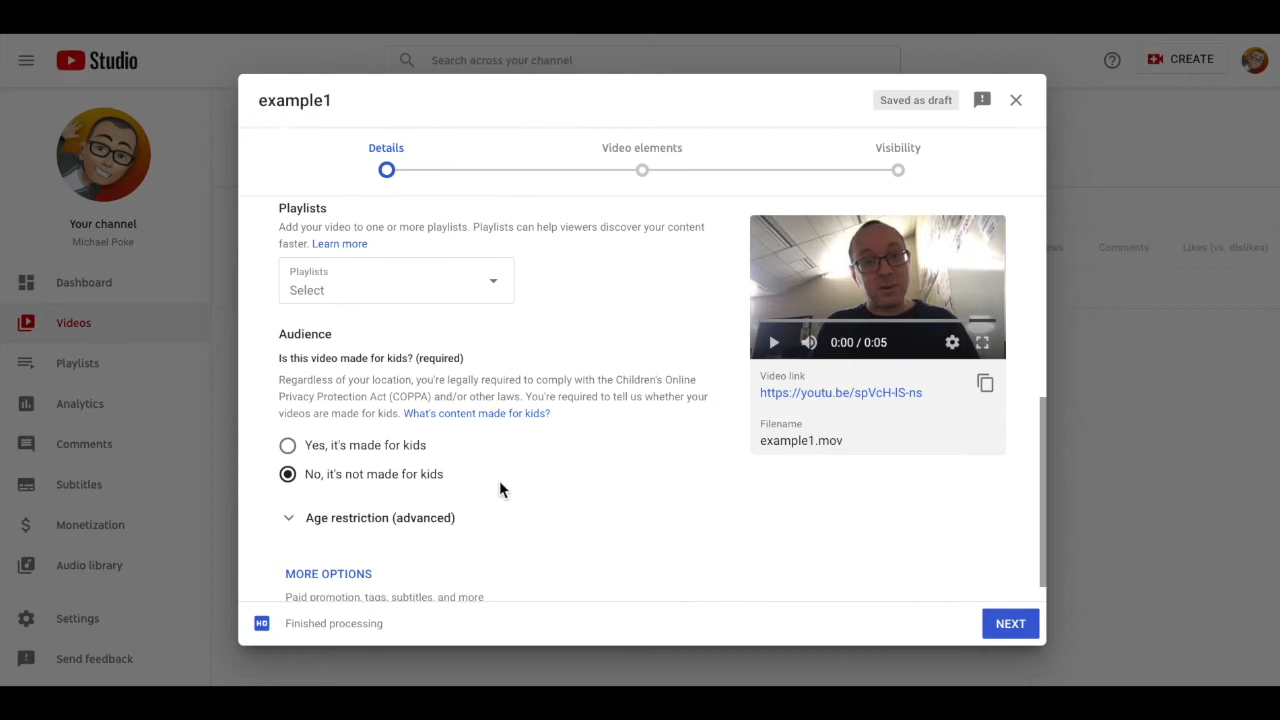 Studio
Search across your channel
CREATE
example1
Saved as draft
Details
Video elements
Visibility
Your channel
Michael Poke
Dashboard
Videos
Playlists
Analytics
Comments
Subtitles
Monetization
Audio library
Settings
Send feedback
Playlists
Add your video to one or more playlists. Playlists can help viewers discover your content
faster. Learn more
Playlists
Select
Audience
Is this video made for kids? (required)
Regardless of your location, you're legally required to comply with the Children's Online
Privacy Protection Act (COPPA) and/or other laws. You're required to tell us whether your
videos are made for kids. What's content made for kids?
Yes, it's made for kids
No, it's not made for kids
Age restriction (advanced)
MORE OPTIONS
Paid promotion, tags, subtitles, and more
0:00 / 0:05
Video link
https://youtu.be/spVcH-lS-ns
Filename
example1.mov
HD
Finished processing
NEXT
Comments
Likes (vs. dislikes)